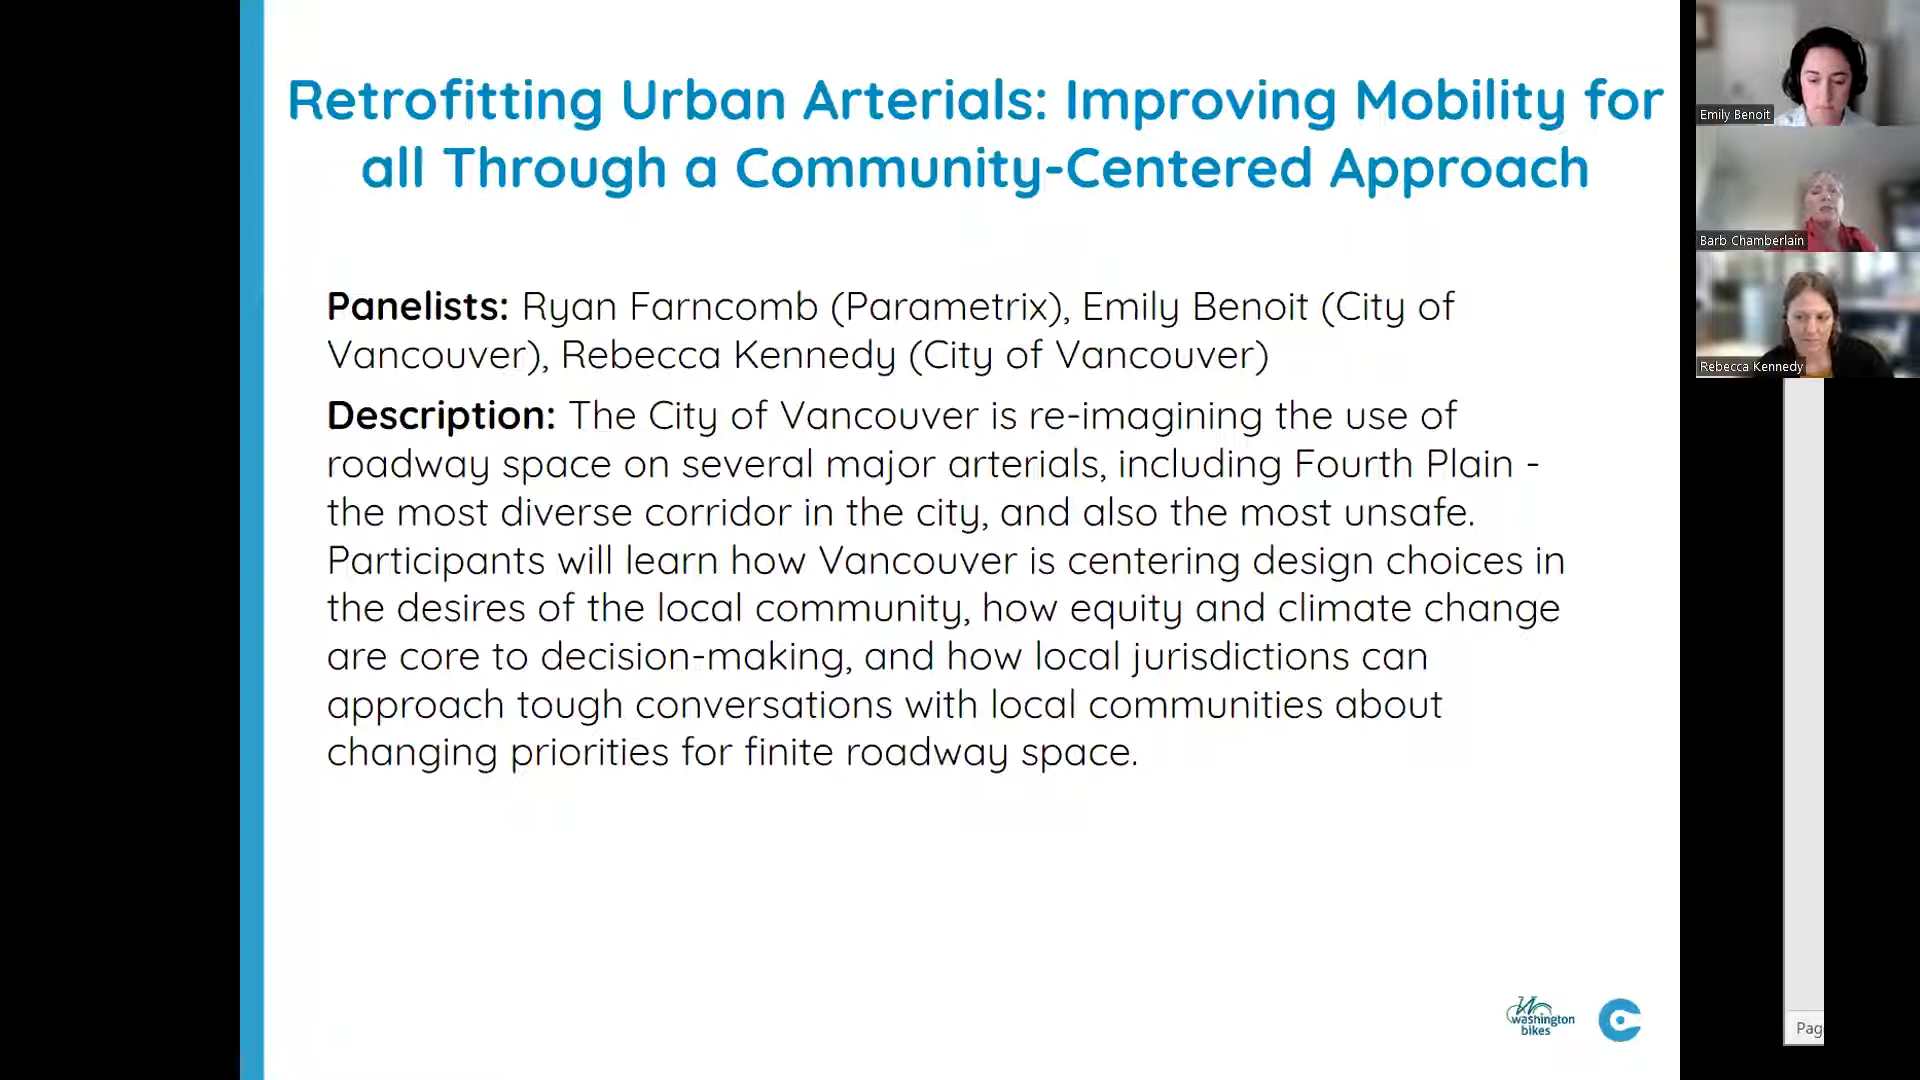 Retrofitting Urban Arterials: Improving Mobility for
all Through a Community-Centered Approach
Panelists: Ryan Farncomb (Parametrix), Emily Benoit (City of
Vancouver), Rebecca Kennedy (City of Vancouver)
Description: The City of Vancouver is re-imagining the use of
roadway space on several major arterials, including Fourth Plain -
the most diverse corridor in the city, and also the most unsafe.
Participants will learn how Vancouver is centering design choices in
the desires of the local community, how equity and climate change
are core to decision-making, and how local jurisdictions can
approach tough conversations with local communities about
changing priorities for finite roadway space.
washington
bikes
Emily Benoit
Barb Chamberlain
Rebecca Kennedy
Pag